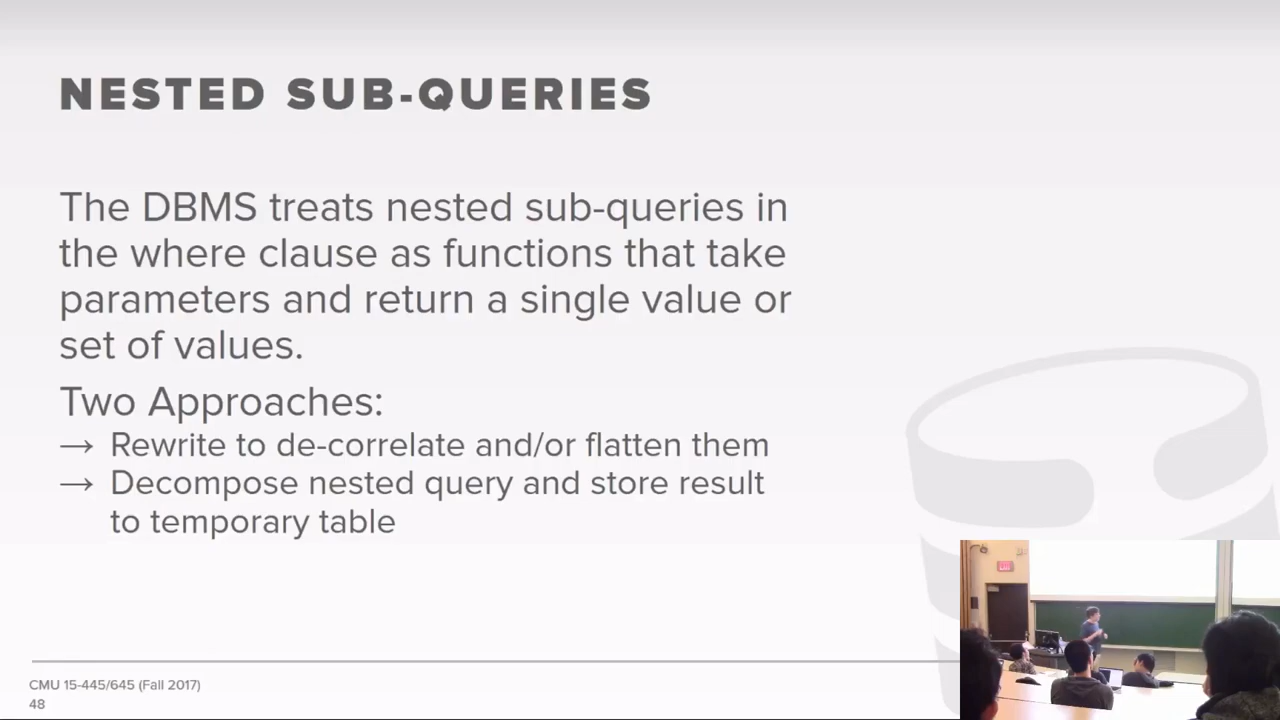 NESTED SUB-QUERIES
The DBMS treats nested sub-queries in
the where clause as functions that take
parameters and return a single value or
set of values.
Two Approaches:
→ Rewrite to de-correlate and/or flatten them
→ Decompose nested query and store result
to temporary table
CMU 15-445/645 (Fall 2017)
48